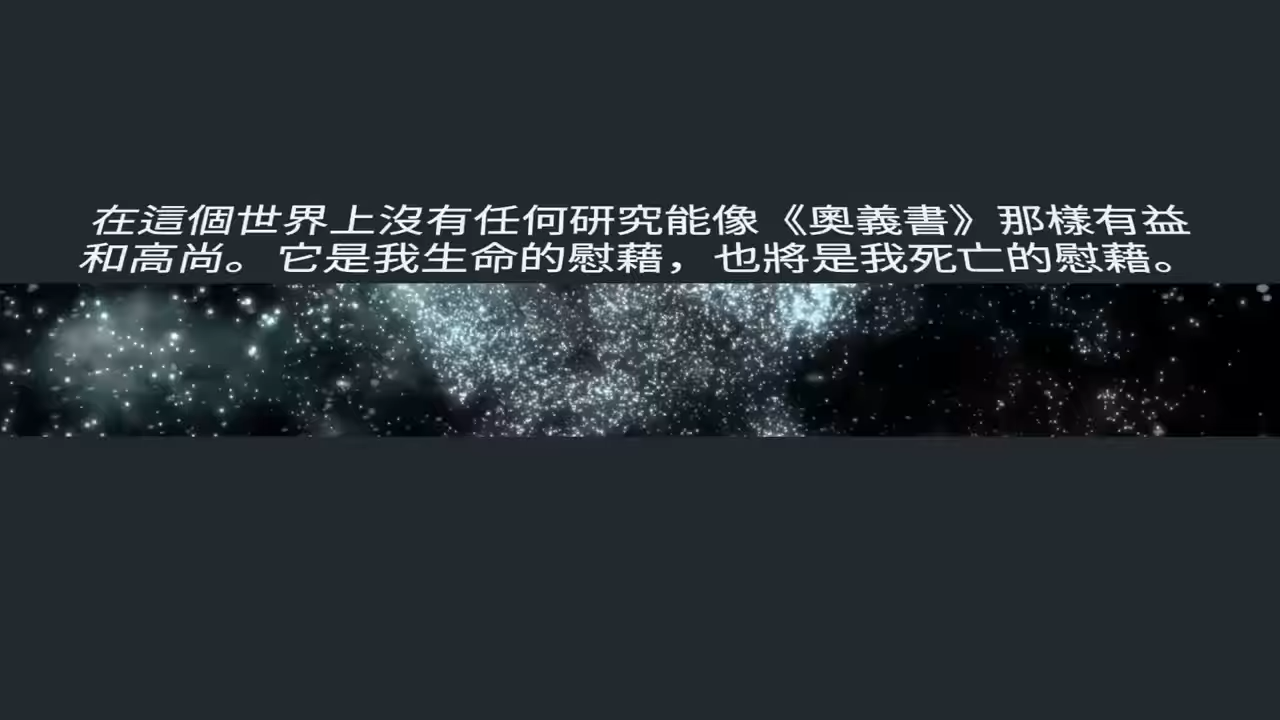 在這個世界上沒有任何研究能像《奧義書》那樣有益
和高尚。它是我生命的慰藉，也將是我死亡的慰藉。